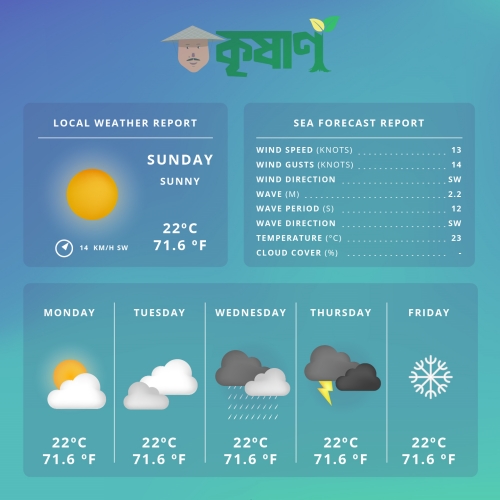 কৃষাণ
LOCAL WEATHER REPORT
SUNDAY
SUNNY
22°C
71.6 °F
14 KM/H SW
SEA FORECAST REPORT
WIND SPEED (KNOTS) 13
WIND GUSTS (KNOTS) 14
WIND DIRECTION SW
WAVE (M) 2.2
WAVE PERIOD (S) 12
WAVE DIRECTION SW
TEMPERATURE (°C) 23
CLOUD COVER (%) -
MONDAY TUESDAY WEDNESDAY THURSDAY FRIDAY
22°C 22°C 22°C 22°C 22°C
71.6 °F 71.6 °F 71.6 °F 71.6 °F 71.6 °F